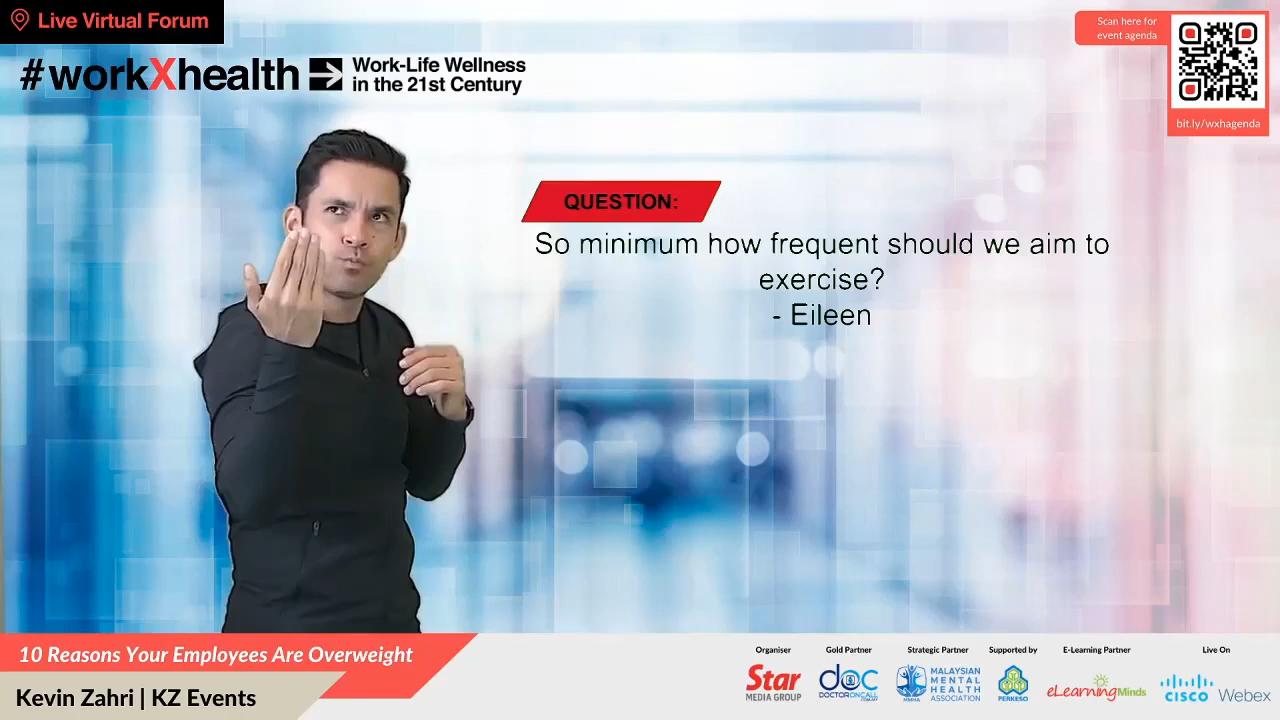 Live Virtual Forum
#workXhealth
Work-Life Wellness
in the 21st Century
Scan here for
event agenda
bit.ly/wxhagenda
QUESTION:
So minimum how frequent should we aim to
exercise?
- Eileen
10 Reasons Your Employees Are Overweight
Kevin Zahri | KZ Events
Organiser
Star
MEDIA GROUP
Gold Partner
doc
DOCTORONCALL
Strategic Partner
MMHA
MALAYSIAN
MENTAL
HEALTH
ASSOCIATION
Supported by
PERKESO
E-Learning Partner
eLearningMinds
Live On
CISCO
Webex